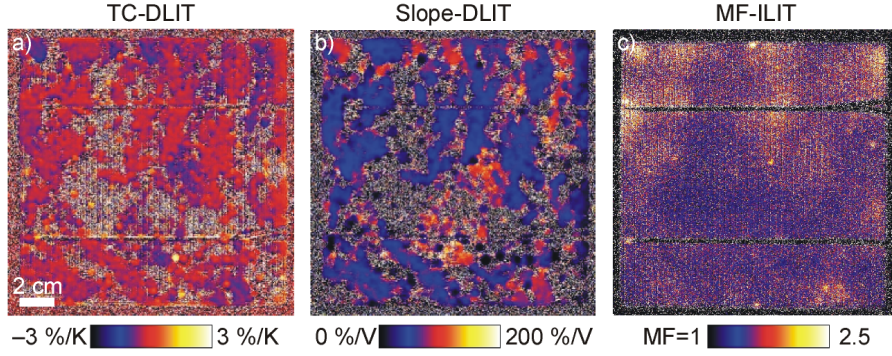 TC-DLIT Slope-DLIT MF-ILIT
a) b) c)
2 cm
–3 %/K 3 %/K 0 %/V 200 %/V MF=1 2.5